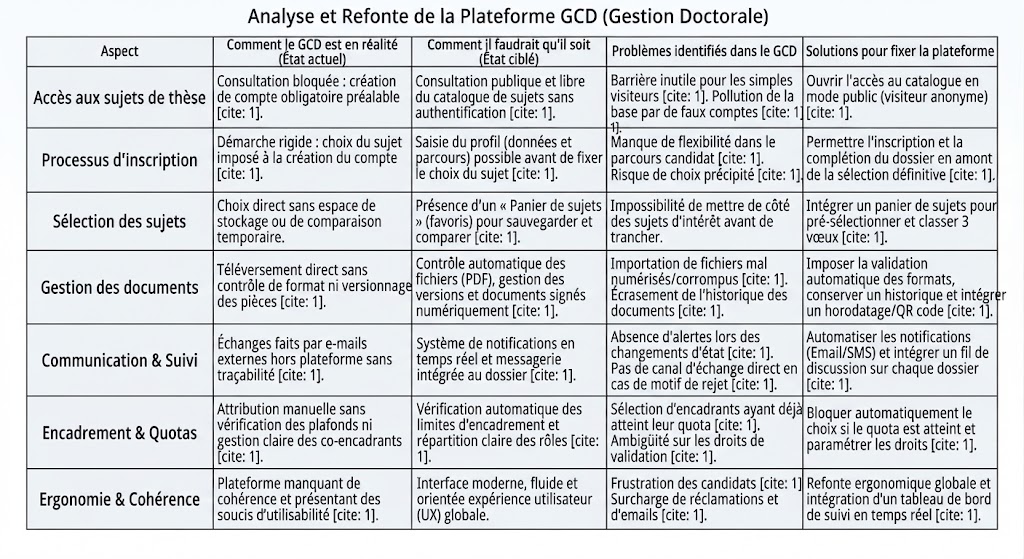 Analyse et Refonte de la Plateforme GCD (Gestion Doctorale)
Aspect
Comment le GCD est en réalité
(État actuel)
Comment il faudrait qu'il soit
(État ciblé)
Problèmes identifiés dans le GCD
Solutions pour fixer la plateforme
Accès aux sujets de thèse
Consultation bloquée : création
de compte obligatoire préalable
[cite: 1].
Consultation publique et libre
du catalogue de sujets sans
authentification [cite: 1].
Barrière inutile pour les simples
visiteurs [cite: 1]. Pollution de la
base par de faux comptes [cite: 1]
1].
Ouvrir l'accès au catalogue en
mode public (visiteur anonyme)
[cite: 1].
Processus d'inscription
Démarche rigide : choix du sujet
imposé à la création du compte
[cite: 1].
Saisie du profil (données et
parcours) possible avant de fixer
le choix du sujet [cite: 1].
Manque de flexibilité dans le
parcours candidat [cite: 1].
Risque de choix précipité [cite: 1].
Permettre l'inscription et la
complétion du dossier en amont
de la sélection définitive [cite: 1].
Sélection des sujets
Choix direct sans espace de
stockage ou de comparaison
temporaire.
Présence d'un « Panier de sujets
» (favoris) pour sauvegarder et
comparer [cite: 1].
Impossibilité de mettre de côté
des sujets d'intérêt avant de
trancher.
Intégrer un panier de sujets pour
pré-sélectionner et classer 3
vœux [cite: 1].
Gestion des documents
Téléversement direct sans
contrôle de format ni versionnage
des pièces [cite: 1].
Contrôle automatique des
fichiers (PDF), gestion des
versions et documents signés
numériquement [cite: 1].
Importation de fichiers mal
numérisés/corrompus [cite: 1].
Écrasement de l'historique des
documents [cite: 1].
Imposer la validation
automatique des formats,
conserver un historique et intégrer
un horodatage/QR code [cite: 1].
Communication & Suivi
Échanges faits par e-mails
externes hors plateforme sans
traçabilité [cite: 1].
Système de notifications en
temps réel et messagerie
intégrée au dossier [cite: 1].
Absence d'alertes lors des
changements d'état [cite: 1].
Pas de canal d'échange direct en
cas de motif de rejet [cite: 1].
Automatiser les notifications
(Email/SMS) et intégrer un fil de
discussion sur chaque dossier
[cite: 1].
Encadrement & Quotas
Attribution manuelle sans
vérification des plafonds ni
gestion claire des co-encadrants
[cite: 1].
Vérification automatique des
limites d'encadrement et
répartition claire des rôles [cite:
1].
Sélection d'encadrants ayant déjà
atteint leur quota [cite: 1].
Ambigüité sur les droits de
validation [cite: 1].
Bloquer automatiquement le
choix si le quota est atteint et
paramétrer les droits [cite: 1].
Ergonomie & Cohérence
Plateforme manquant de
cohérence et présentant des
soucis d'utilisabilité [cite: 1].
Interface moderne, fluide et
orientée expérience utilisateur
(UX) globale.
Frustration des candidats [cite: 1]
Surcharge de réclamations et
d'emails [cite: 1].
Refonte ergonomique globale et
intégration d'un tableau de bord
de suivi en temps réel [cite: 1].